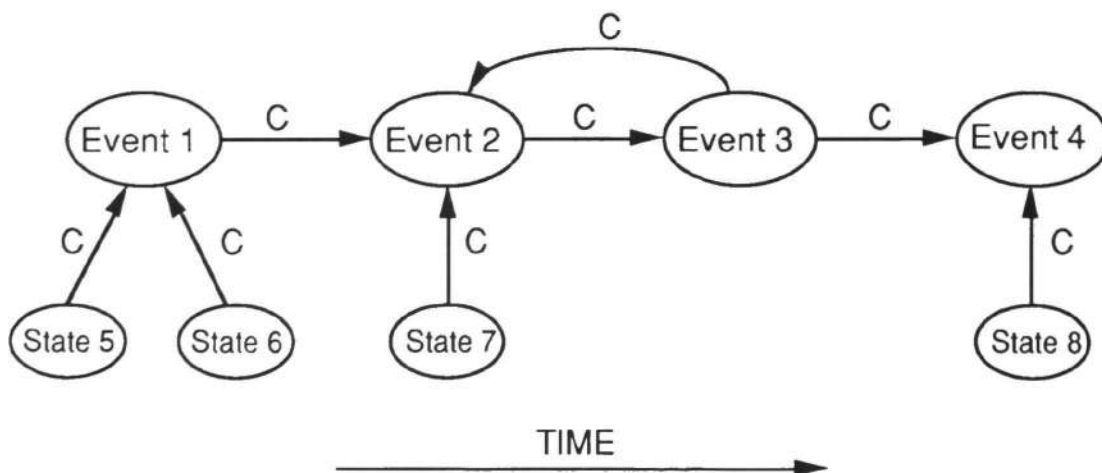 C
Event 1
C
Event 2
C
Event 3
C
Event 4
C
C
C
C
State 5
State 6
State 7
State 8
TIME